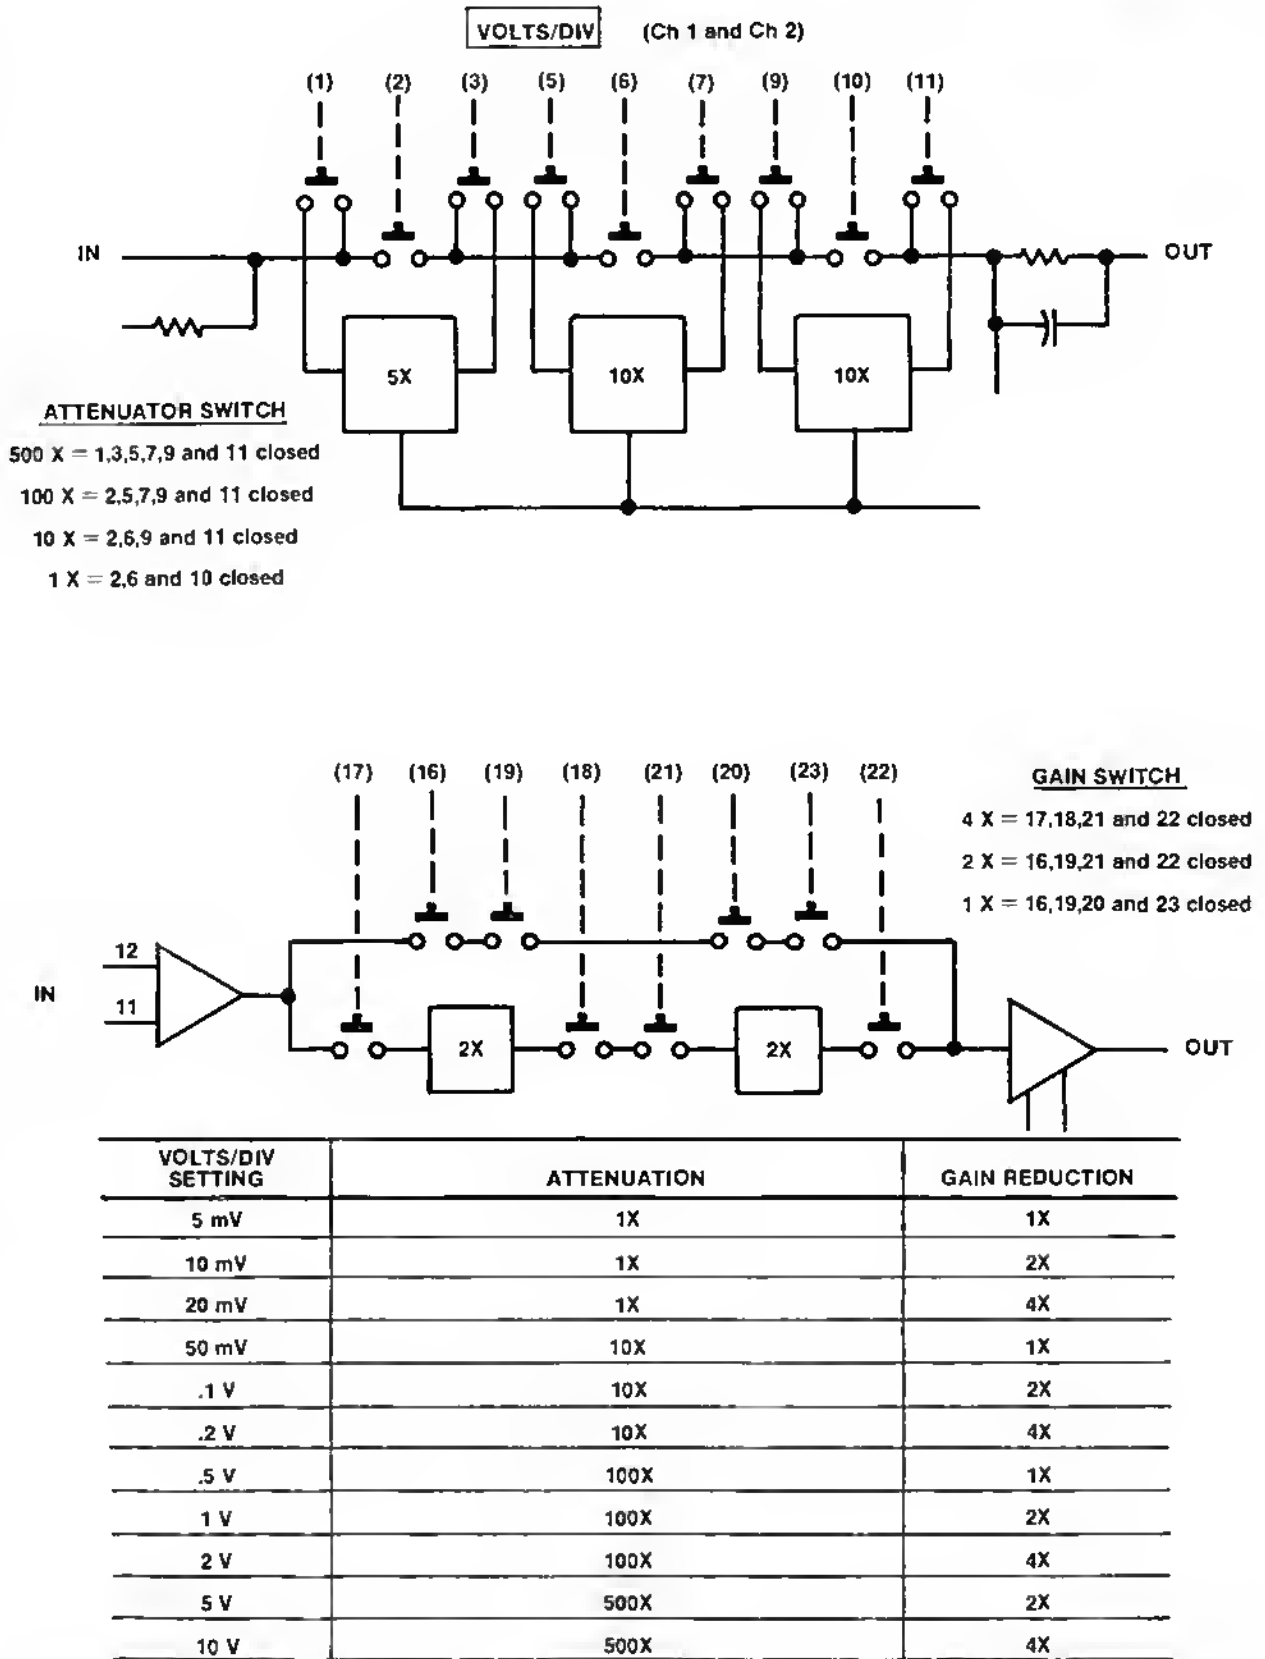 VOLTS/DIV (Ch 1 and Ch 2)
(1) (2) (3) (5) (6) (7) (9) (10) (11)
IN
OUT
5X
10X
10X
ATTENUATOR SWITCH
500 X = 1,3,5,7,9 and 11 closed
100 X = 2,5,7,9 and 11 closed
10 X = 2,6,9 and 11 closed
1 X = 2,6 and 10 closed
(17) (16) (19) (18) (21) (20) (23) (22)
GAIN SWITCH
4 X = 17,18,21 and 22 closed
2 X = 16,19,21 and 22 closed
1 X = 16,19,20 and 23 closed
12
IN
11
2X
2X
OUT
VOLTS/DIV
SETTING ATTENUATION GAIN REDUCTION
5 mV 1X 1X
10 mV 1X 2X
20 mV 1X 4X
50 mV 10X 1X
.1 V 10X 2X
.2 V 10X 4X
.5 V 100X 1X
1 V 100X 2X
2 V 100X 4X
5 V 500X 2X
10 V 500X 4X